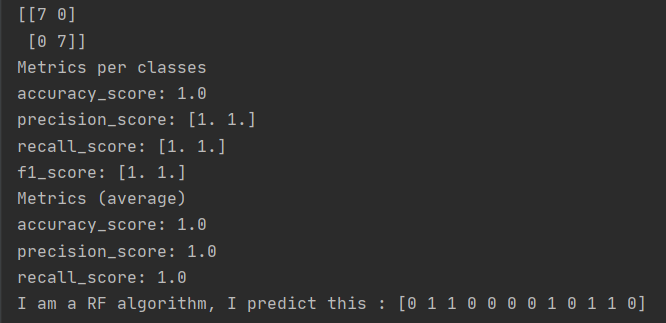 [[7 0]
 [0 7]]
Metrics per classes
accuracy_score: 1.0
precision_score: [1. 1.]
recall_score: [1. 1.]
f1_score: [1. 1.]
Metrics (average)
accuracy_score: 1.0
precision_score: 1.0
recall_score: 1.0
I am a RF algorithm, I predict this : [0 1 1 0 0 0 0 1 0 1 1 0]